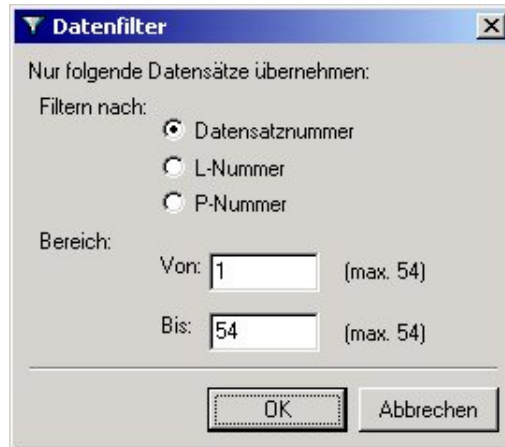 Datenfilter
Nur folgende Datensätze übernehmen:
Filtern nach:
Datensatznummer
L-Nummer
P-Nummer
Bereich:
Von: 1 (max. 54)
Bis: 54 (max. 54)
OK Abbrechen